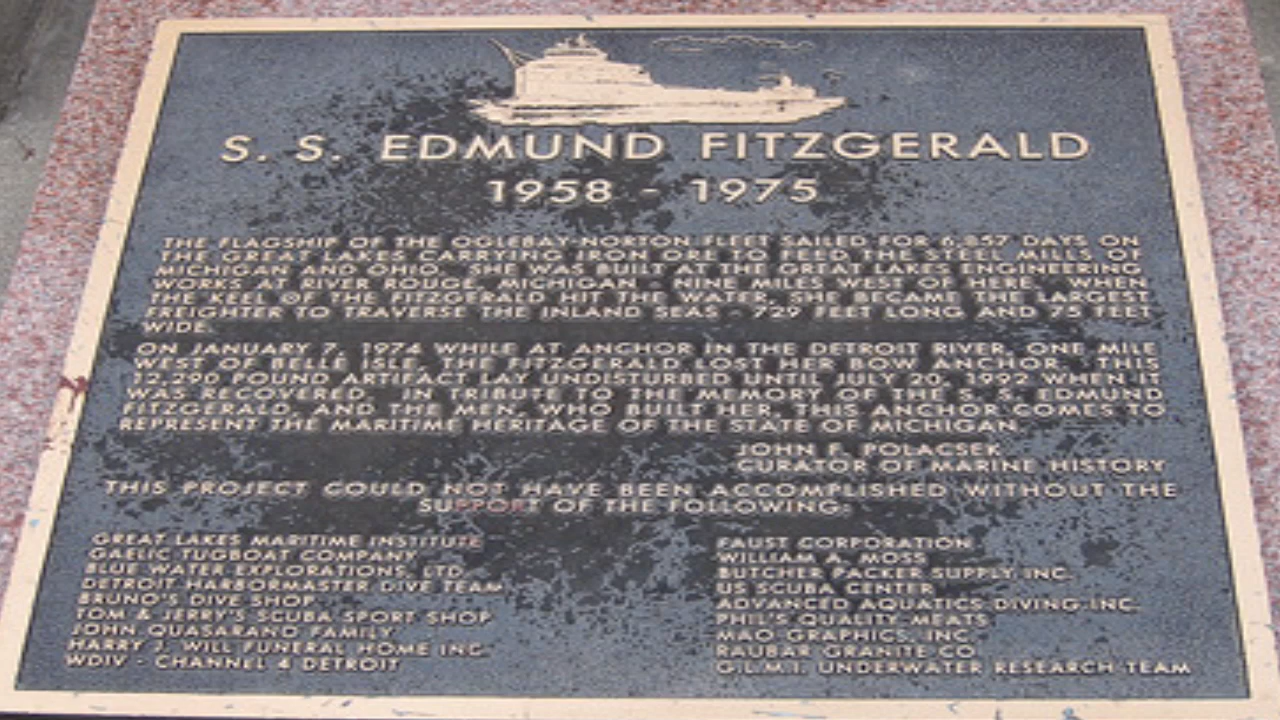 S. S. EDMUND FITZGERALD
1958 - 1975
THE FLAGSHIP OF THE OGLEBAY-NORTON FLEET SAILED FOR 6,857 DAYS ON
THE GREAT LAKES CARRYING IRON ORE TO FEED THE STEEL MILLS OF
MICHIGAN AND OHIO. SHE WAS BUILT AT THE GREAT LAKES ENGINEERING
WORKS AT RIVER ROUGE, MICHIGAN - NINE MILES WEST OF HERE. WHEN
THE KEEL OF THE FITZGERALD HIT THE WATER, SHE BECAME THE LARGEST
FREIGHTER TO TRAVERSE THE INLAND SEAS - 729 FEET LONG AND 75 FEET
WIDE.
ON JANUARY 7, 1974 WHILE AT ANCHOR IN THE DETROIT RIVER, ONE MILE
WEST OF BELLE ISLE, THE FITZGERALD LOST HER BOW ANCHOR. THIS
12,290 POUND ARTIFACT LAY UNDISTURBED UNTIL JULY 20, 1992 WHEN IT
WAS RECOVERED. IN TRIBUTE TO THE MEMORY OF THE S. S. EDMUND
FITZGERALD, AND THE MEN, WHO BUILT HER, THIS ANCHOR COMES TO
REPRESENT THE MARITIME HERITAGE OF THE STATE OF MICHIGAN.
JOHN F. POLACSEK
CURATOR OF MARINE HISTORY
THIS PROJECT COULD NOT HAVE BEEN ACCOMPLISHED WITHOUT THE
SUPPORT OF THE FOLLOWING:
GREAT LAKES MARITIME INSTITUTE
GAELIC TUGBOAT COMPANY
BLUE WATER EXPLORATIONS, LTD.
DETROIT HARBORMASTER DIVE TEAM
BRUNO'S DIVE SHOP
TOM & JERRY'S SCUBA SPORT SHOP
JOHN QUASARAND FAMILY
HARRY J. WILL FUNERAL HOME INC.
WDIV - CHANNEL 4 DETROIT
FAUST CORPORATION
WILLIAM A. MOSS
BUTCHER PACKER SUPPLY INC.
US SCUBA CENTER
ADVANCED AQUATICS DIVING INC.
PHIL'S QUALITY MEATS
MAO GRAPHICS, INC.
RAUBAR GRANITE CO
G.L.M.I. UNDERWATER RESEARCH TEAM